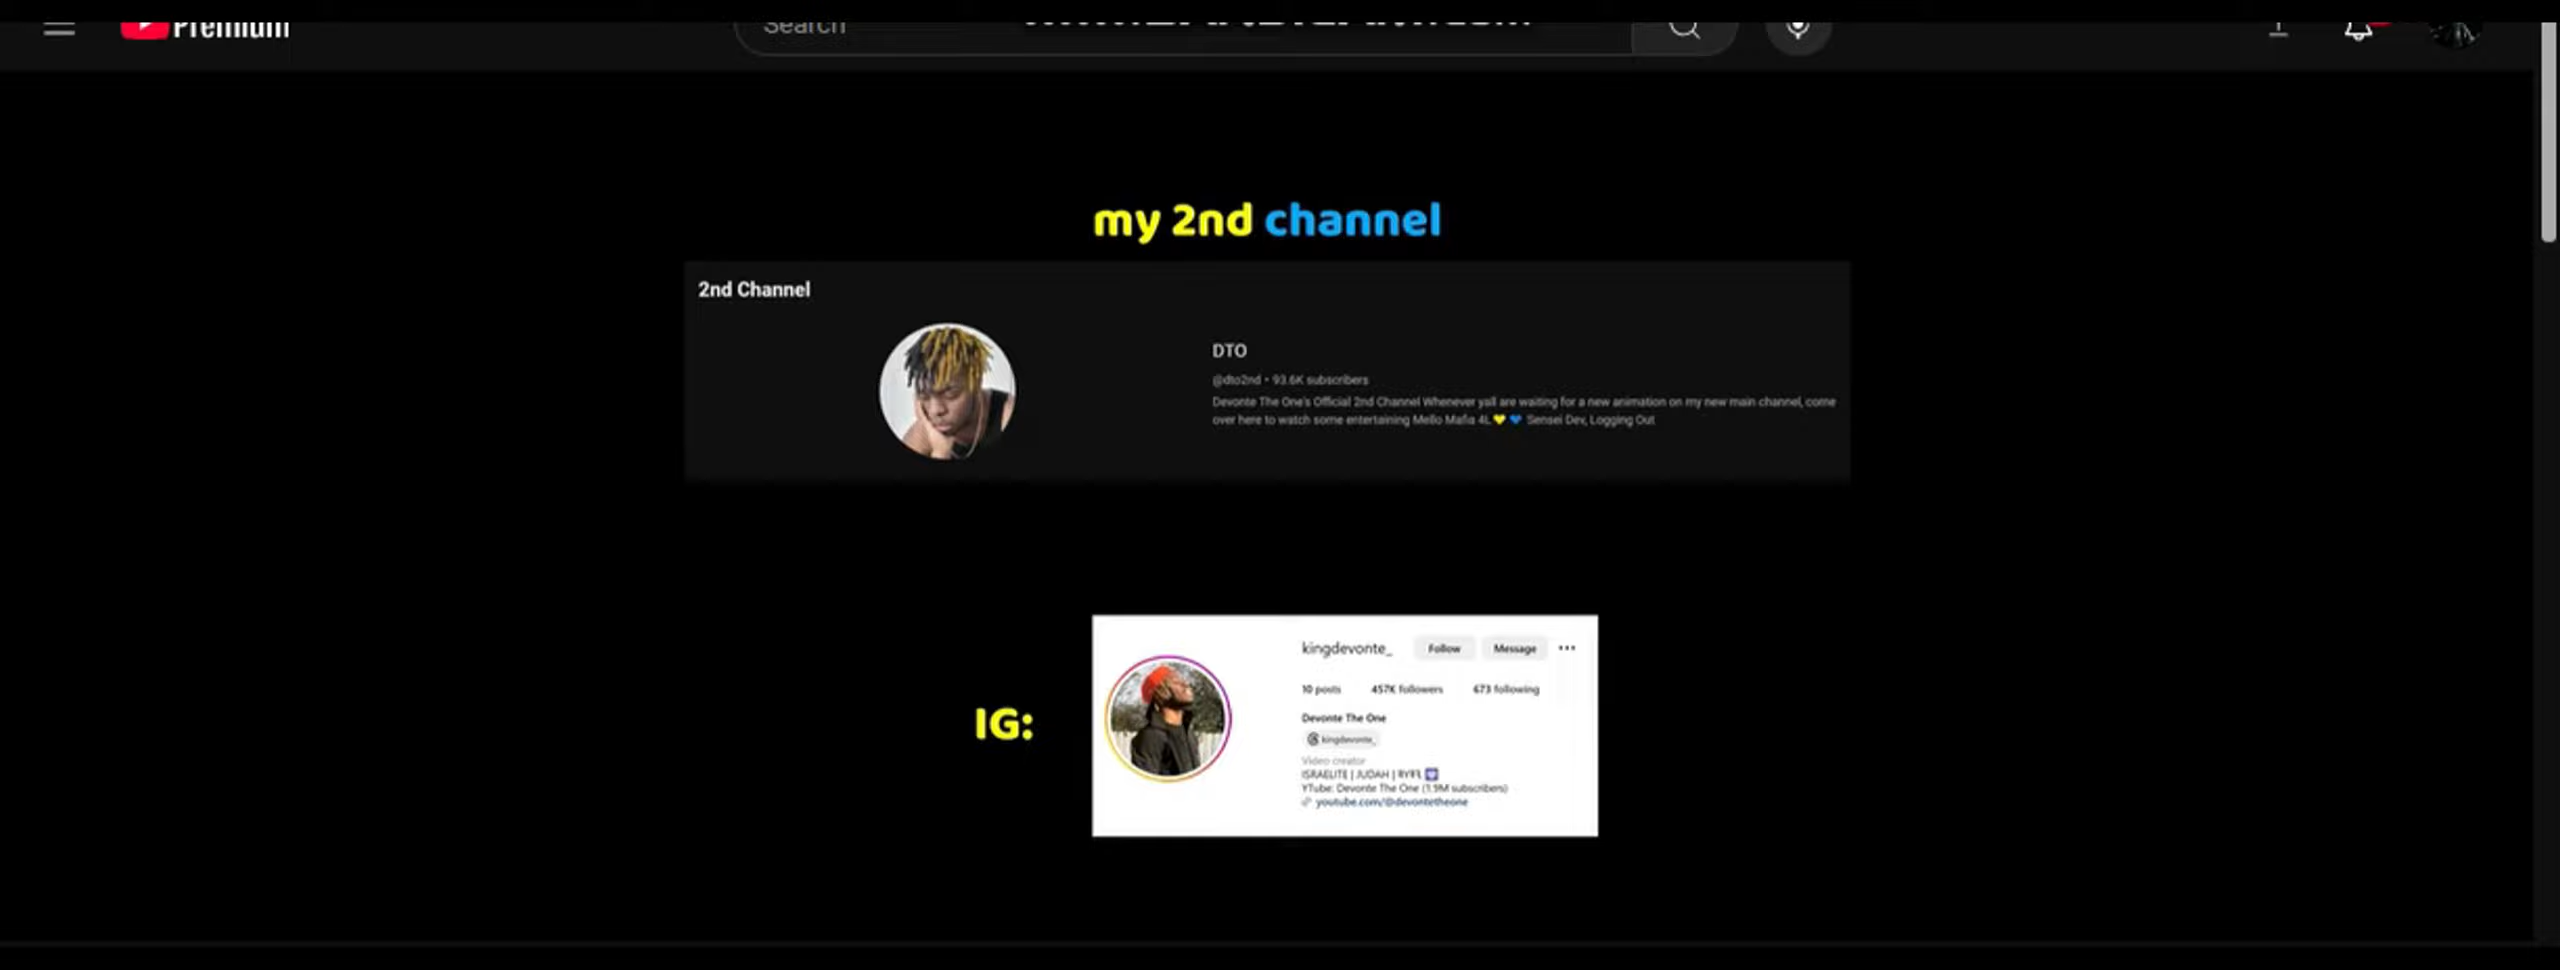 Premium
Search
my 2nd channel
2nd Channel
DTO
@dto2nd • 93.6K subscribers
Devonte The One's Official 2nd Channel Whenever yall are waiting for a new animation on my new main channel, come
over here to watch some entertaining Mello Mafia 4L 💛 💙 Sensei Dev, Logging Out
IG:
kingdevonte_ Follow Message ...
10 posts 457K followers 673 following
Devonte The One
kingdevonte_
Video creator
ISRAELITE | JUDAH |
YTube: Devonte The One (1.9M subscribers)
youtube.com/@devontetheone